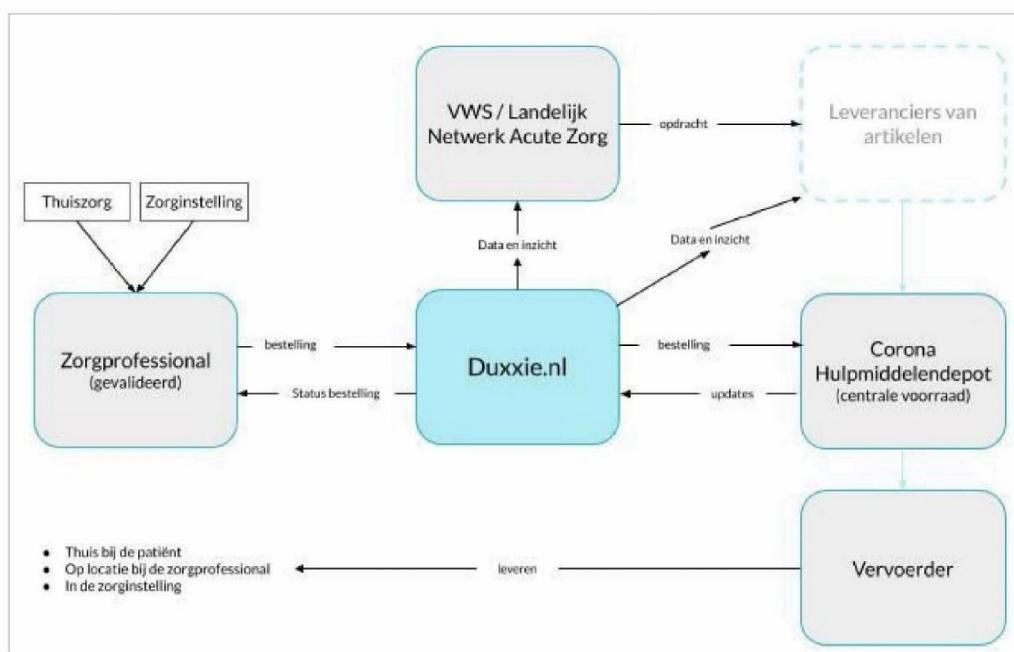 VWS / Landelijk
Netwerk Acute Zorg
opdracht
Leveranciers van
artikelen
Thuiszorg
Zorginstelling
Data en inzicht
Data en inzicht
Zorgprofessional
(gevalideerd)
bestelling
Status bestelling
Duxxie.nl
bestelling
updates
Corona
Hulpmiddelendepot
(centrale voorraad)
• Thuis bij de patiënt
• Op locatie bij de zorgprofessional
• In de zorginstelling
leveren
Vervoerder